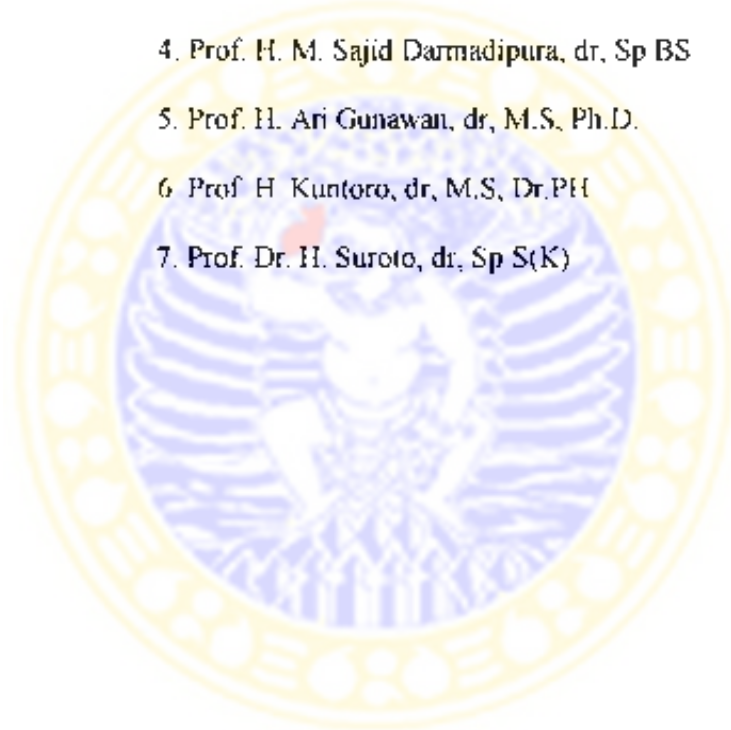 4. Prof. H. M. Sajid Darmadipura, dr, Sp BS
5. Prof. H. Ari Gunawan, dr, M.S, Ph.D.
6 Prof H Kuntoro, dr, M.S, Dr.PH
7. Prof. Dr. H. Suroto, dr, Sp S(K)